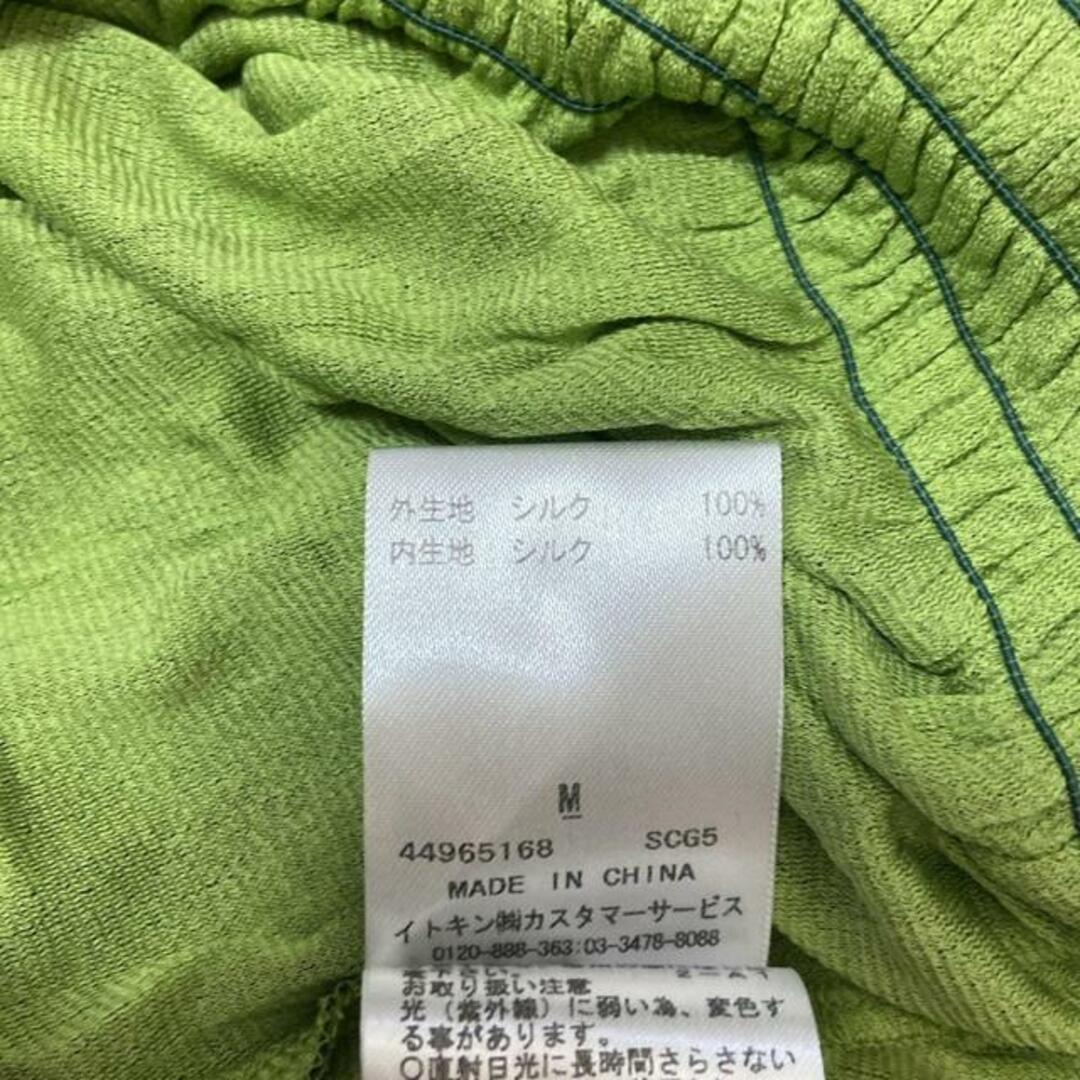 外生地 シルク 100%
内生地 シルク 100%
M
44965168 SCG5
MADE IN CHINA
イトキン㈱カスタマーサービス
0120-888-363:03-3478-8088
お取り扱い注意
光（紫外線）に弱い為、変色す
る事があります。
○直射日光に長時間さらさない